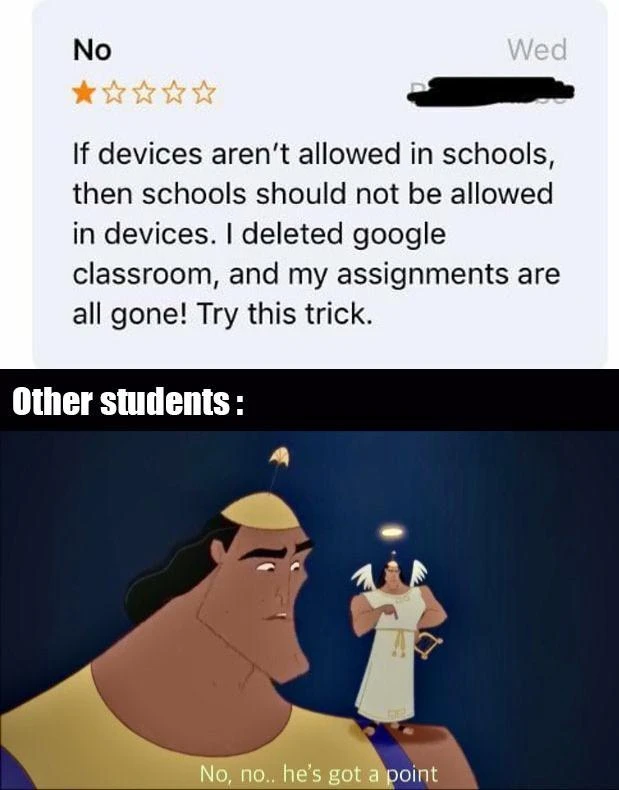 No
Wed
If devices aren't allowed in schools,
then schools should not be allowed
in devices. I deleted google
classroom, and my assignments are
all gone! Try this trick.
Other students :
No, no.. he's got a point